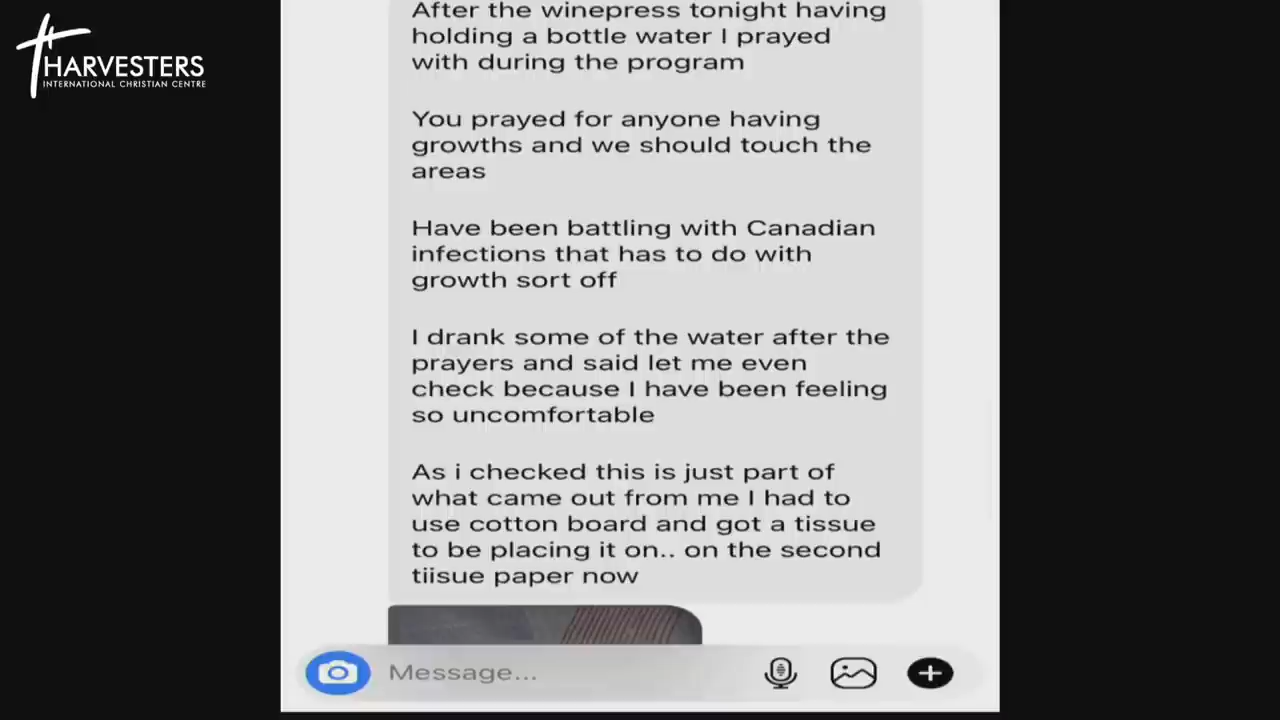 HARVESTERS
INTERNATIONAL CHRISTIAN CENTRE
After the winepress tonight having
holding a bottle water I prayed
with during the program
You prayed for anyone having
growths and we should touch the
areas
Have been battling with Canadian
infections that has to do with
growth sort off
I drank some of the water after the
prayers and said let me even
check because I have been feeling
so uncomfortable
As i checked this is just part of
what came out from me I had to
use cotton board and got a tissue
to be placing it on.. on the second
tiisue paper now
Message...